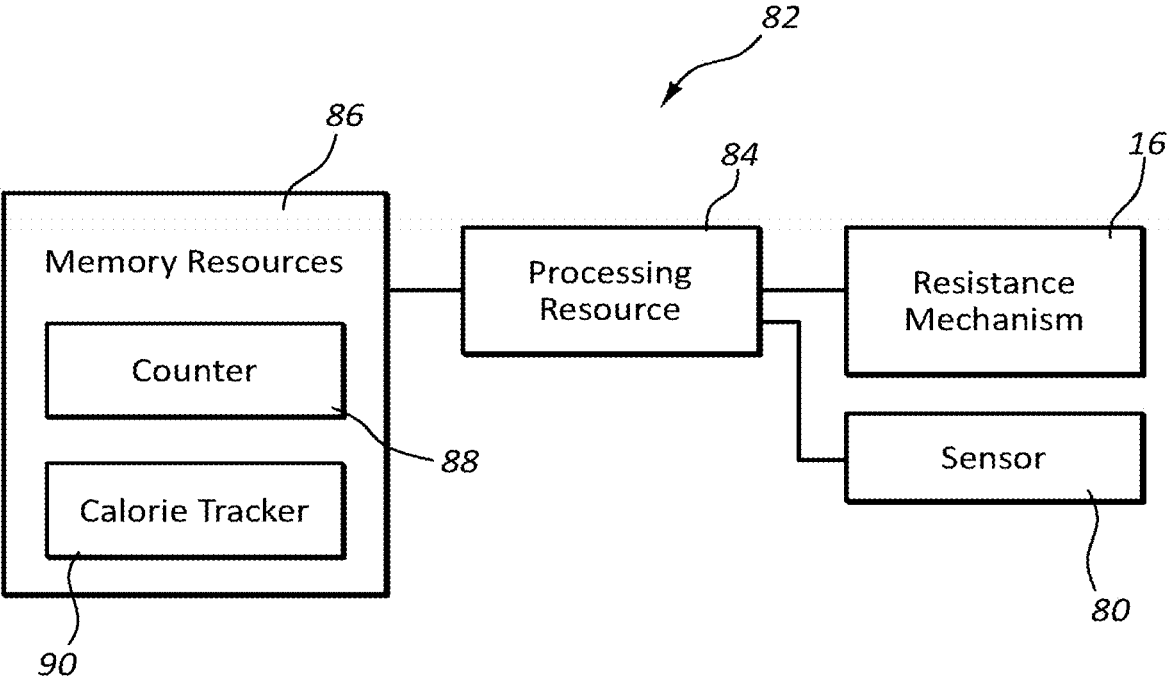 82
86
84
16
Memory Resources
Processing
Resource
Resistance
Mechanism
Counter
88
Sensor
Calorie Tracker
90
80